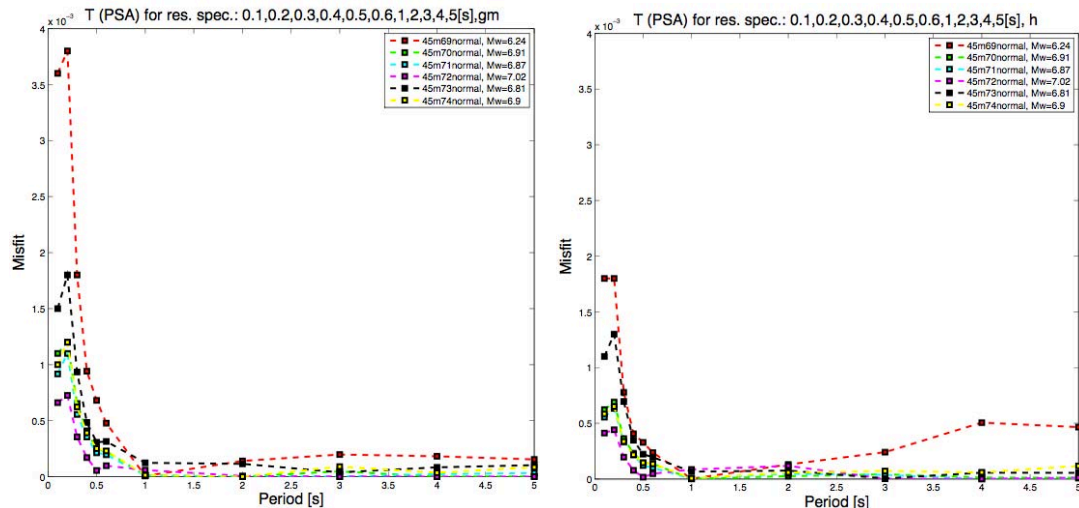 T (PSA) for res. spec.: 0.1,0.2,0.3,0.4,0.5,0.6,1,2,3,4,5[s],gm
x 10⁻³
4
3.5
3
2.5
2
1.5
1
0.5
0
Misfit
0 0.5 1 1.5 2 2.5 3 3.5 4 4.5 5
Period [s]
45m69normal, Mw=6.24
45m70normal, Mw=6.91
45m71normal, Mw=6.87
45m72normal, Mw=7.02
45m73normal, Mw=6.81
45m74normal, Mw=6.9
T (PSA) for res. spec.: 0.1,0.2,0.3,0.4,0.5,0.6,1,2,3,4,5[s], h
x 10⁻³
4
3.5
3
2.5
2
1.5
1
0.5
0
Misfit
0 0.5 1 1.5 2 2.5 3 3.5 4 4.5 5
Period [s]
45m69normal, Mw=6.24
45m70normal, Mw=6.91
45m71normal, Mw=6.87
45m72normal, Mw=7.02
45m73normal, Mw=6.81
45m74normal, Mw=6.9